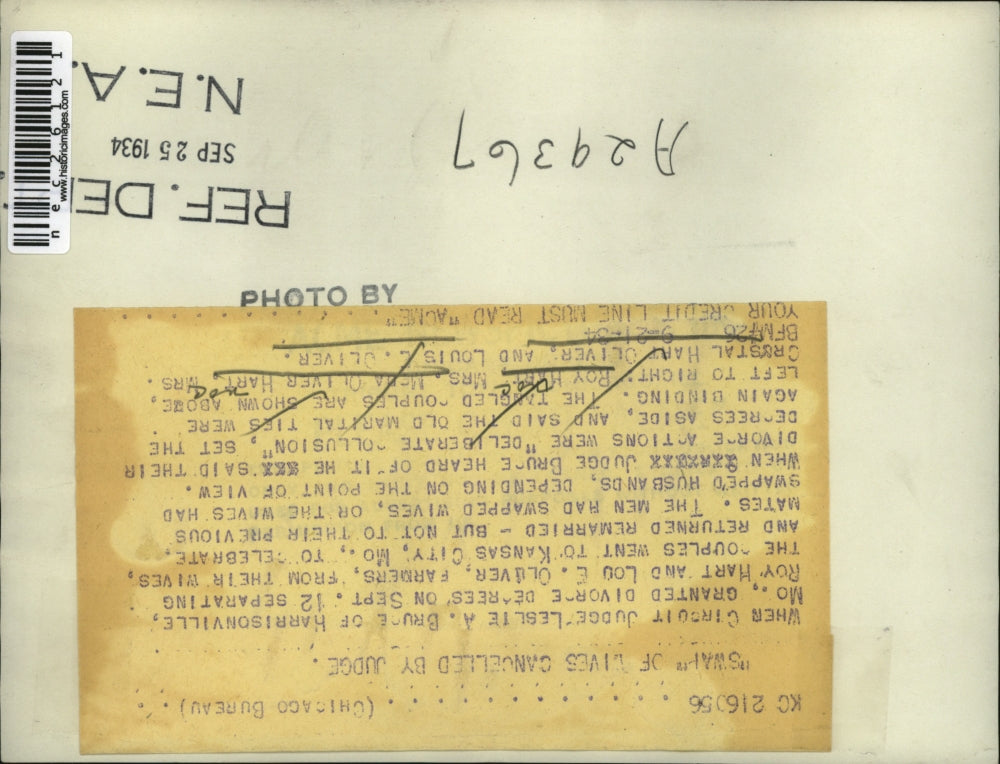 KC 216056 . . . . . . . . . . . . (CHICAGO BUREAU) . .
"SWAP" OF WIVES CANCELLED BY JUDGE.
WHEN CIRCUIT JUDGE LESLIE A. BRUCE OF HARRISONVILLE,
MO., GRANTED DIVORCE DECREES ON SEPT. 12 SEPARATING
ROY HART AND LOU E. OLIVER, FARMERS, FROM THEIR WIVES,
THE COUPLES WENT TO KANSAS CITY, MO., TO CELEBRATE,
AND RETURNED REMARRIED - BUT NOT TO THEIR PREVIOUS
MATES. THE MEN HAD SWAPPED WIVES, OR THE WIVES HAD
SWAPPED HUSBANDS, DEPENDING ON THE POINT OF VIEW.
WHEN JUDGE BRUCE HEARD OF IT HE SAID THEIR
DIVORCE ACTIONS WERE "DELIBERATE COLLUSION", SET THE
DECREES ASIDE, AND SAID THE OLD MARITAL TIES WERE
AGAIN BINDING. THE TANGLED COUPLES ARE SHOWN ABOVE,
LEFT TO RIGHT: ROY HART, MRS. MEDA OLIVER HART, MRS.
CRYSTAL HART OLIVER, AND LOUIS E. OLIVER.
BFM 726 9-21-34
YOUR CREDIT LINE MUST READ "ACME". . . . . . . . .
PHOTO BY
A29367
REF. DE
SEP 25 1934
N.E.A.
nec26121
www.historicimages.com